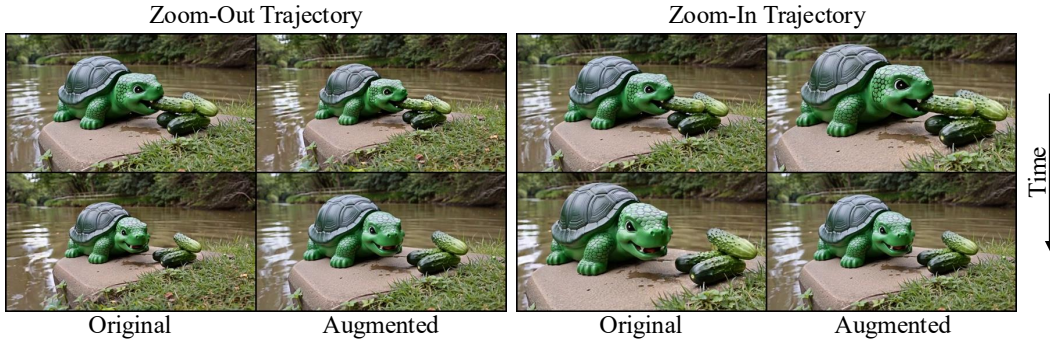 Zoom-Out Trajectory
Zoom-In Trajectory
Time
Original
Augmented
Original
Augmented